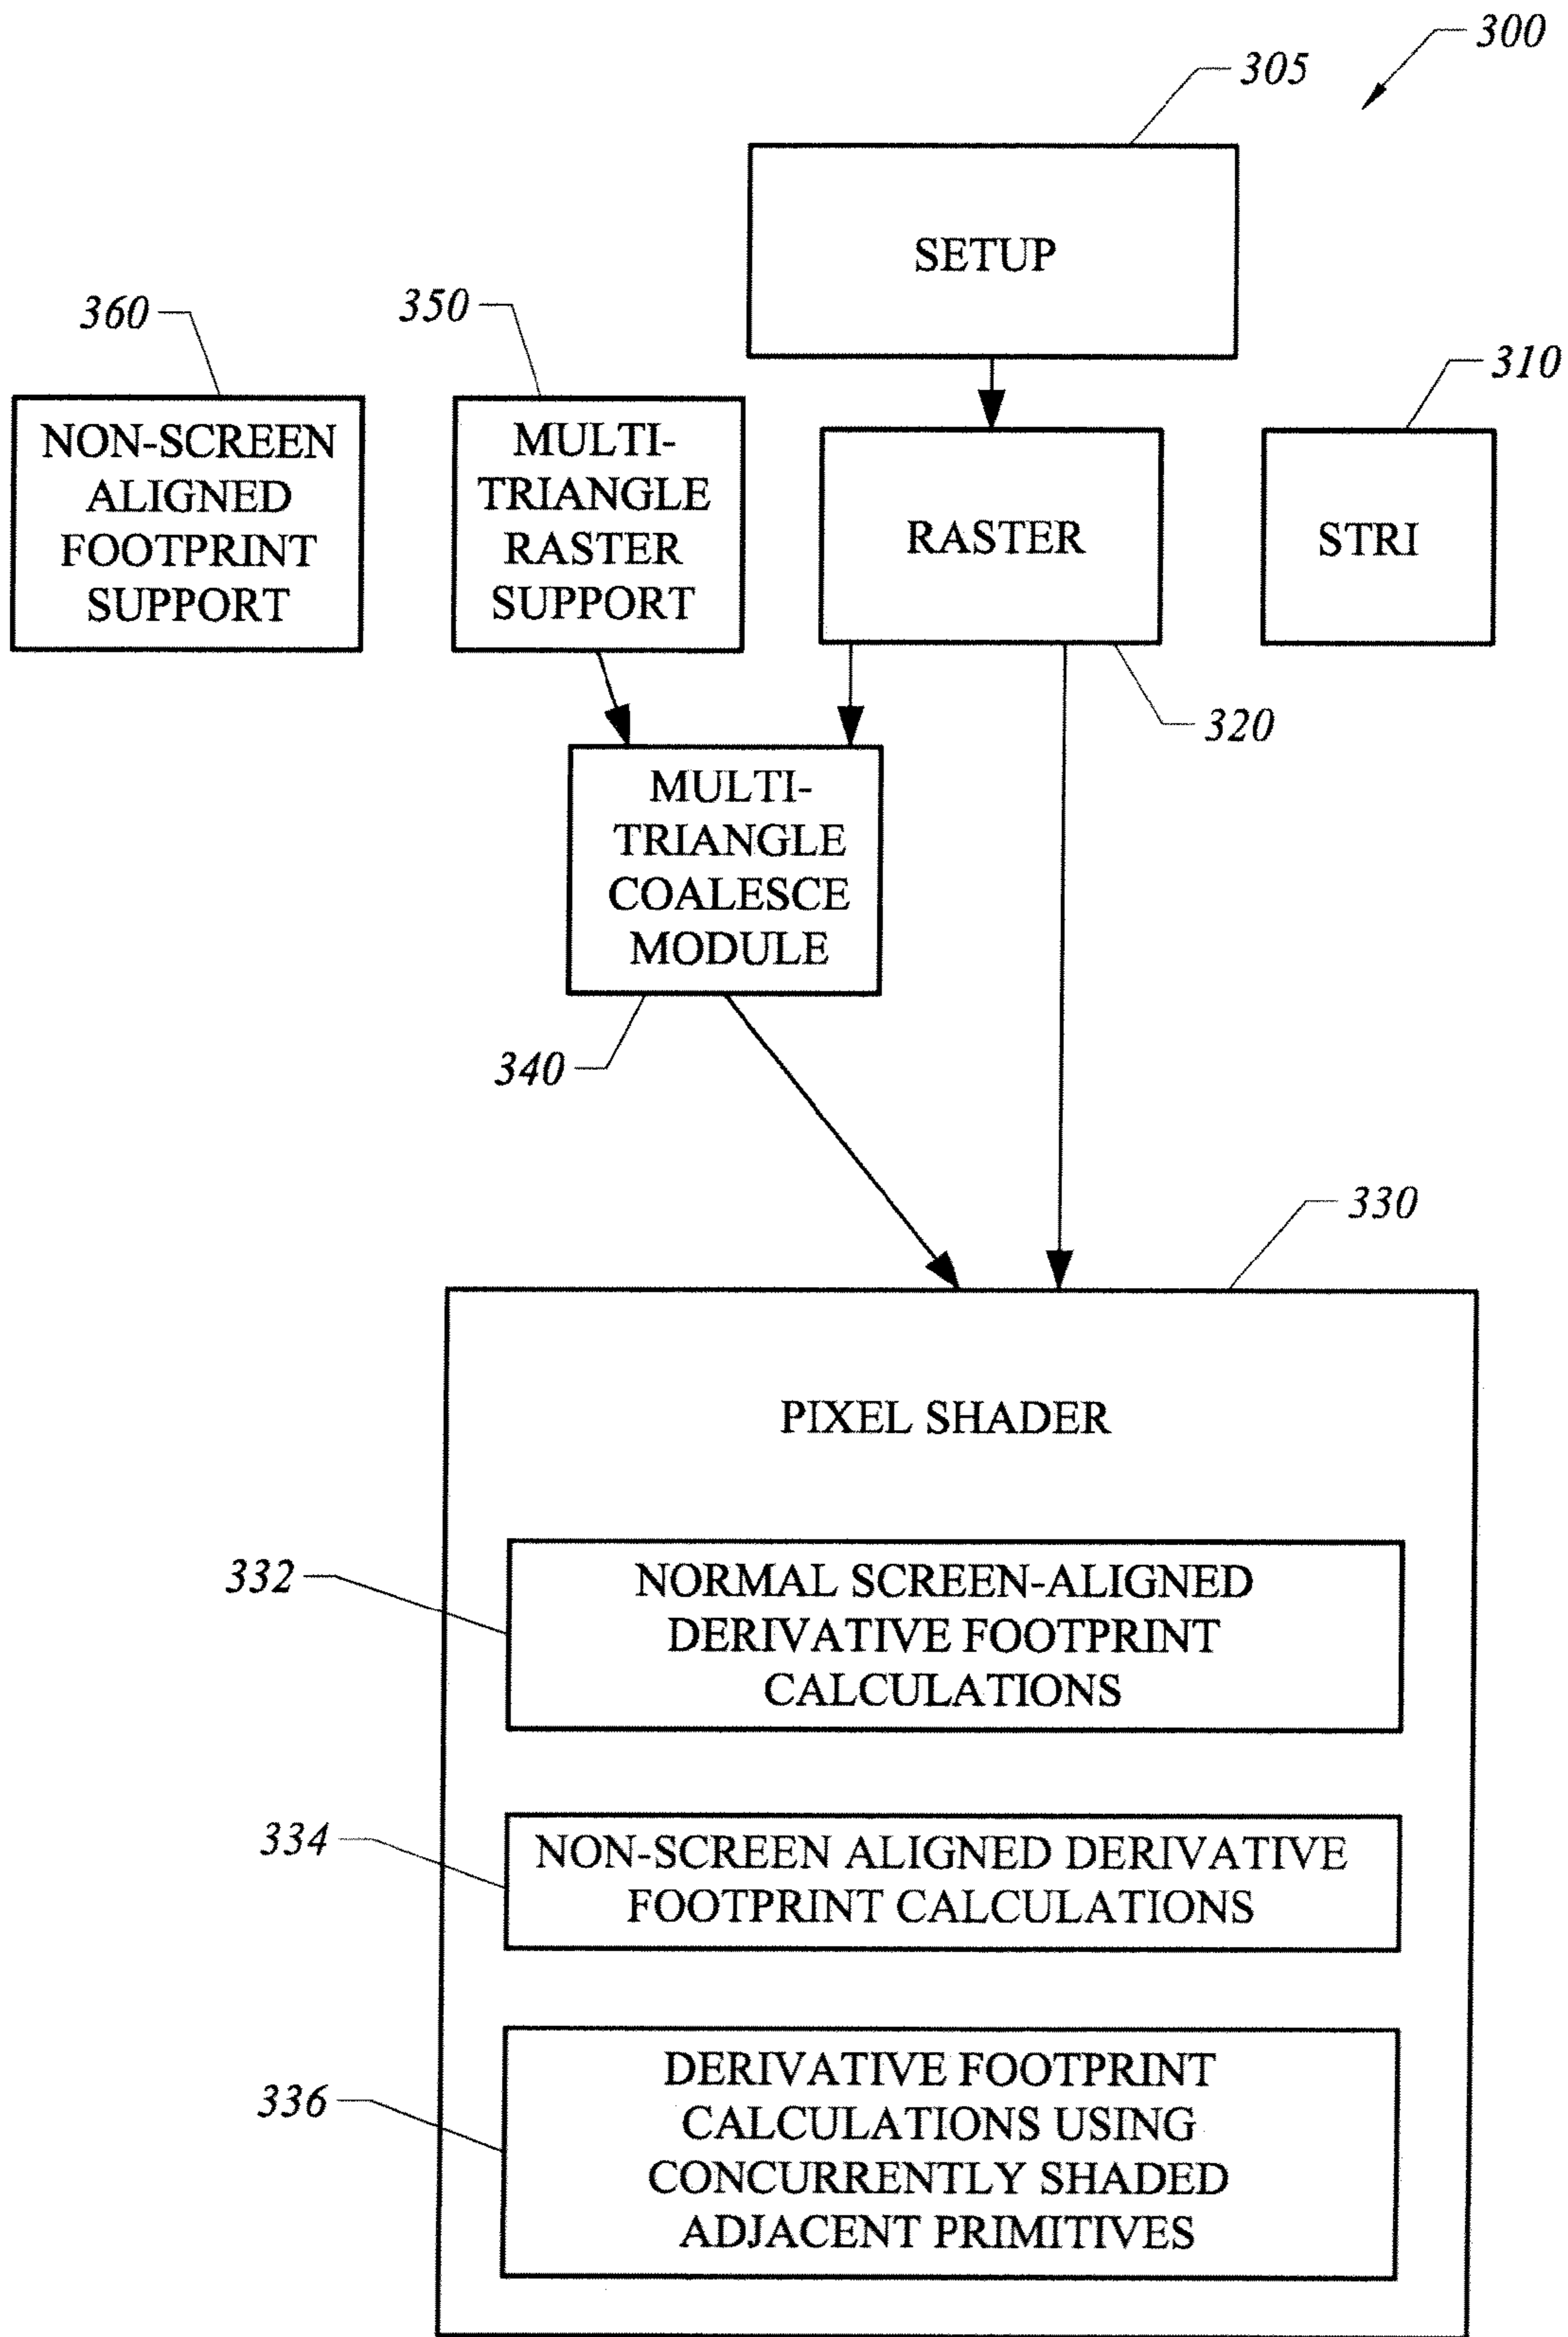 300
305
SETUP
360
350
310
NON-SCREEN
ALIGNED
FOOTPRINT
SUPPORT
MULTI-
TRIANGLE
RASTER
SUPPORT
RASTER
STRI
320
MULTI-
TRIANGLE
COALESCE
MODULE
340
330
PIXEL SHADER
332
NORMAL SCREEN-ALIGNED
DERIVATIVE FOOTPRINT
CALCULATIONS
334
NON-SCREEN ALIGNED DERIVATIVE
FOOTPRINT CALCULATIONS
336
DERIVATIVE FOOTPRINT
CALCULATIONS USING
CONCURRENTLY SHADED
ADJACENT PRIMITIVES